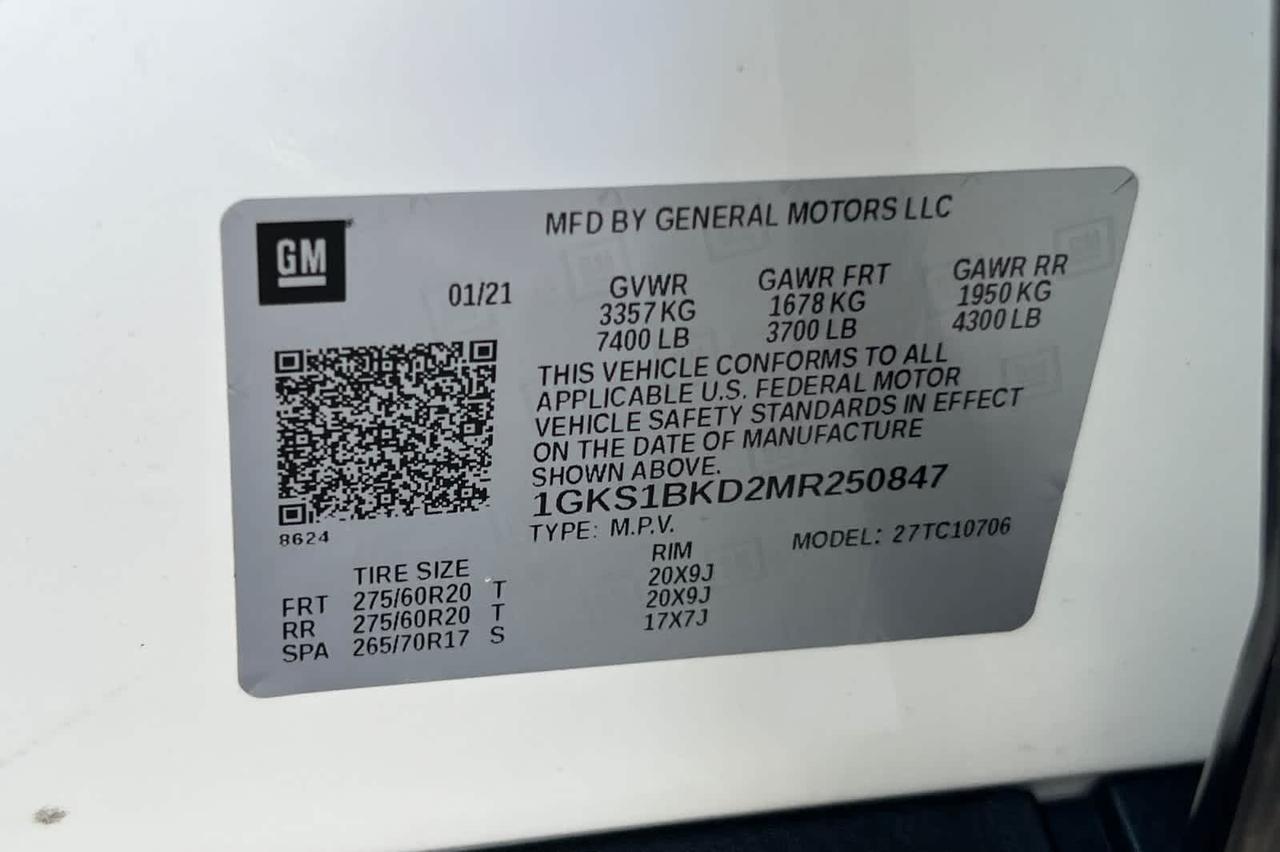 GM
MFD BY GENERAL MOTORS LLC
01/21
GVWR GAWR FRT GAWR RR
3357 KG 1678 KG 1950 KG
7400 LB 3700 LB 4300 LB
THIS VEHICLE CONFORMS TO ALL
APPLICABLE U.S. FEDERAL MOTOR
VEHICLE SAFETY STANDARDS IN EFFECT
ON THE DATE OF MANUFACTURE
SHOWN ABOVE.
1GKS1BKD2MR250847
TYPE: M.P.V. MODEL: 27TC10706
8624
TIRE SIZE RIM
FRT 275/60R20 T 20X9J
RR 275/60R20 T 20X9J
SPA 265/70R17 S 17X7J